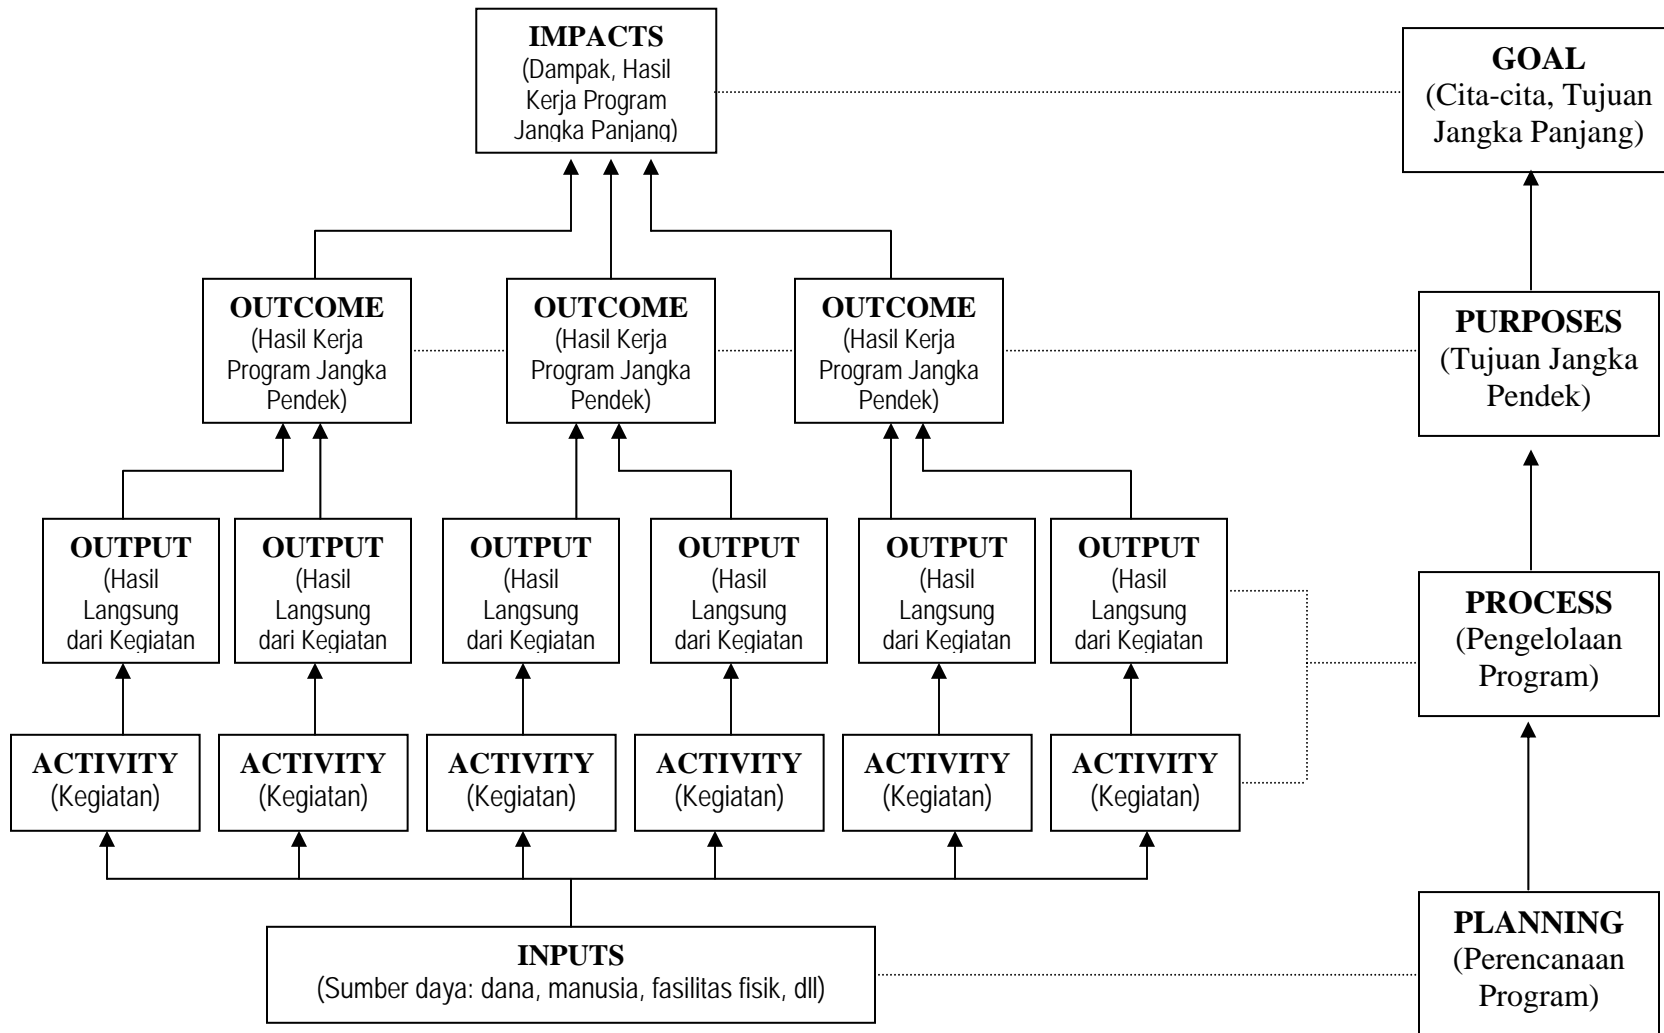 IMPACTS
(Dampak, Hasil
Kerja Program
Jangka Panjang)
GOAL
(Cita-cita, Tujuan
Jangka Panjang)
OUTCOME
(Hasil Kerja
Program Jangka
Pendek)
OUTCOME
(Hasil Kerja
Program Jangka
Pendek)
OUTCOME
(Hasil Kerja
Program Jangka
Pendek)
PURPOSES
(Tujuan Jangka
Pendek)
OUTPUT
(Hasil
Langsung
dari Kegiatan
OUTPUT
(Hasil
Langsung
dari Kegiatan
OUTPUT
(Hasil
Langsung
dari Kegiatan
OUTPUT
(Hasil
Langsung
dari Kegiatan
OUTPUT
(Hasil
Langsung
dari Kegiatan
OUTPUT
(Hasil
Langsung
dari Kegiatan
PROCESS
(Pengelolaan
Program)
ACTIVITY
(Kegiatan)
ACTIVITY
(Kegiatan)
ACTIVITY
(Kegiatan)
ACTIVITY
(Kegiatan)
ACTIVITY
(Kegiatan)
ACTIVITY
(Kegiatan)
INPUTS
(Sumber daya: dana, manusia, fasilitas fisik, dll)
PLANNING
(Perencanaan
Program)